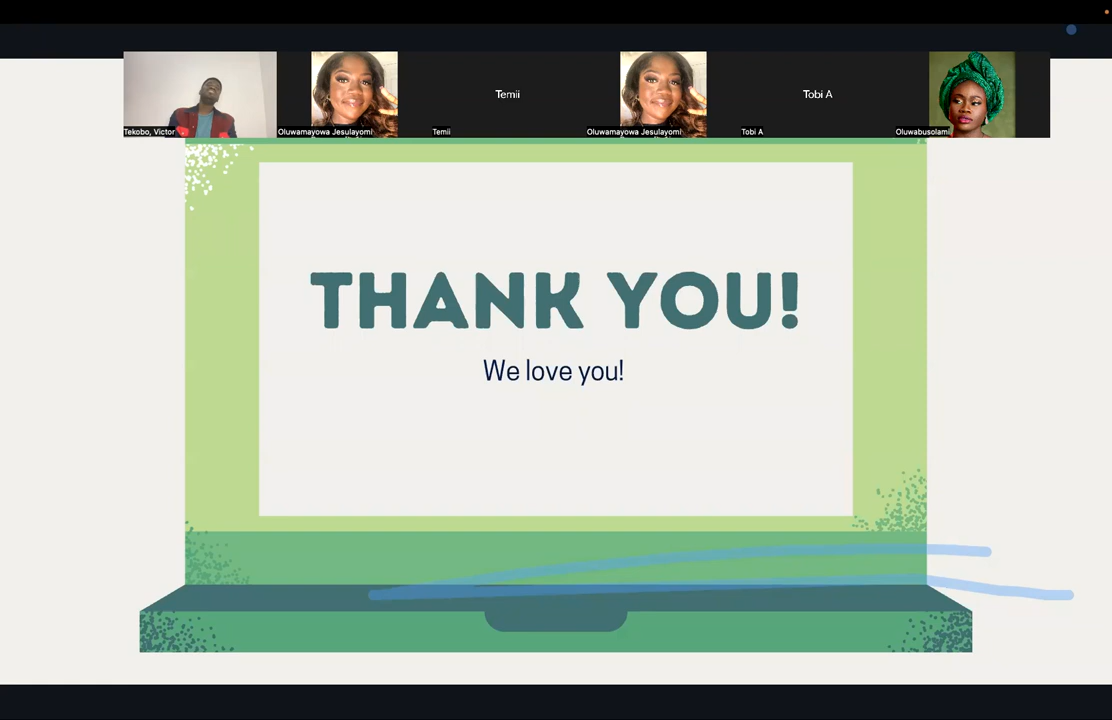 Temii
Tobi A
Tekobo, Victor
Oluwamayowa Jesulayomi
Temii
Oluwamayowa Jesulayomi
Tobi A
Oluwabusolami
THANK YOU!
We love you!